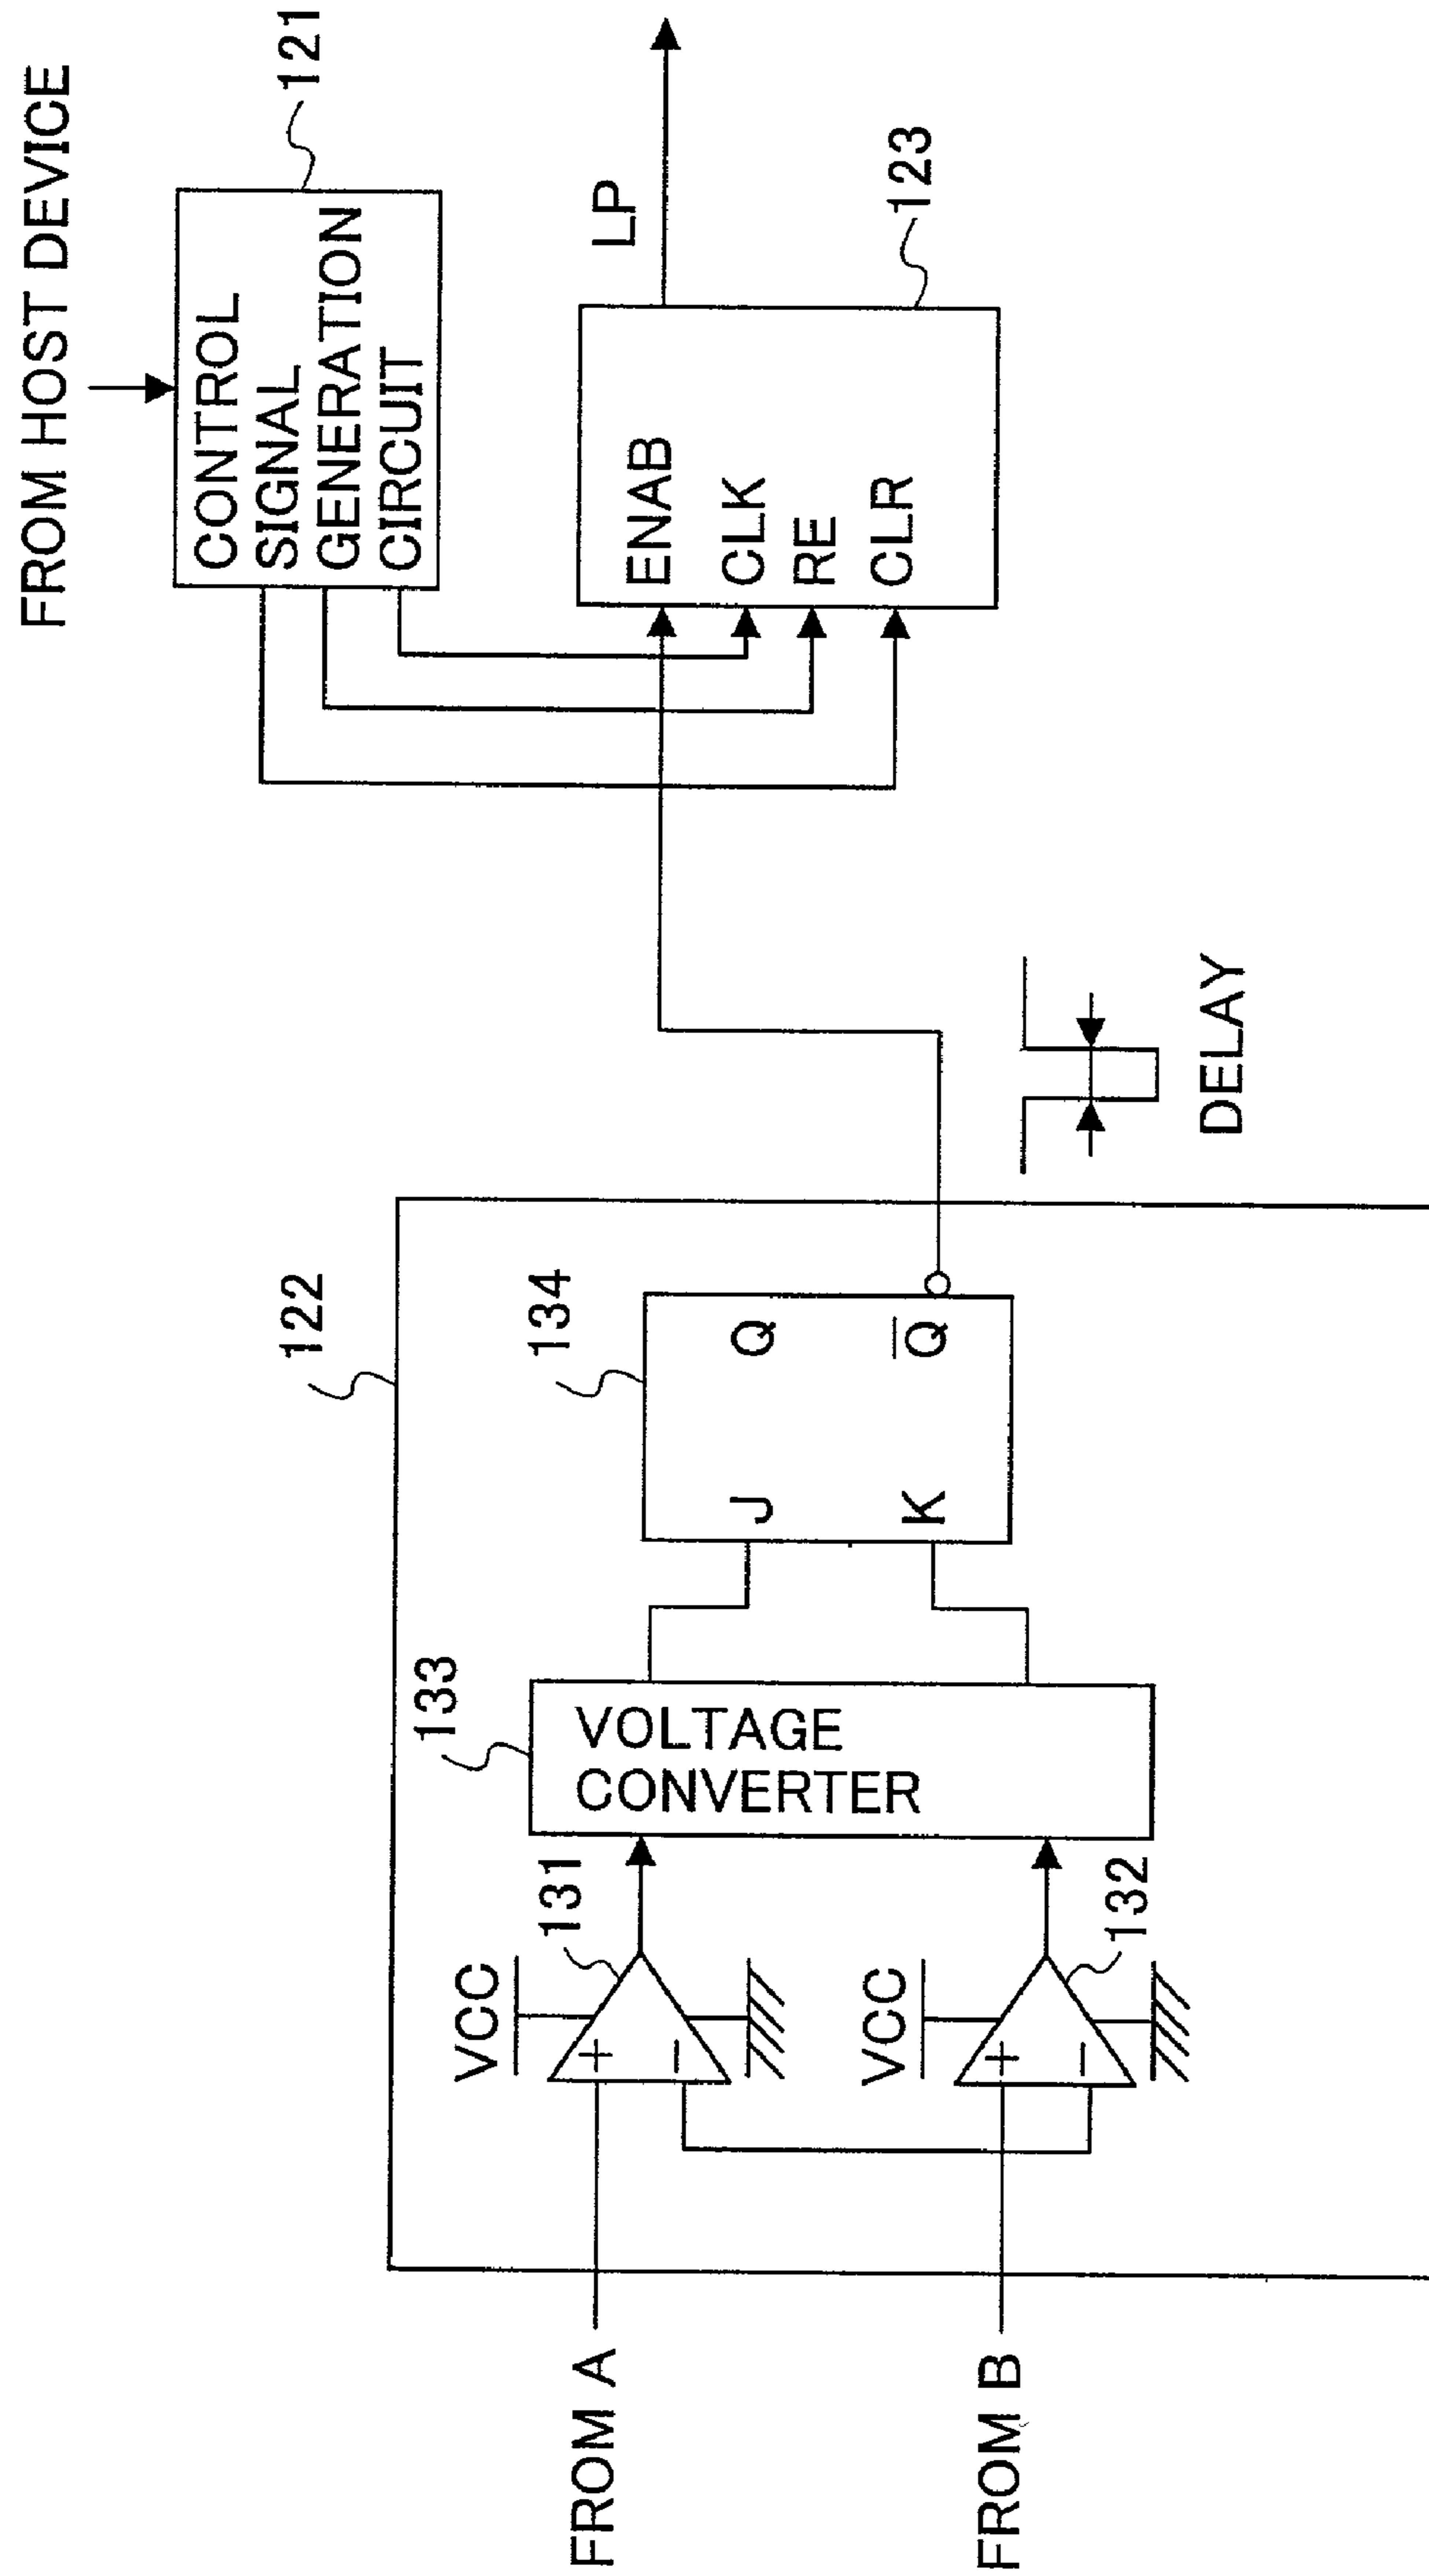 FROM HOST DEVICE
121
CONTROL
SIGNAL
GENERATION
CIRCUIT
LP
ENAB
CLK
RE
CLR
123
122
134
J
Q
K
Q̅
DELAY
133
VOLTAGE
CONVERTER
131
VCC
+
−
132
VCC
+
−
FROM A
FROM B